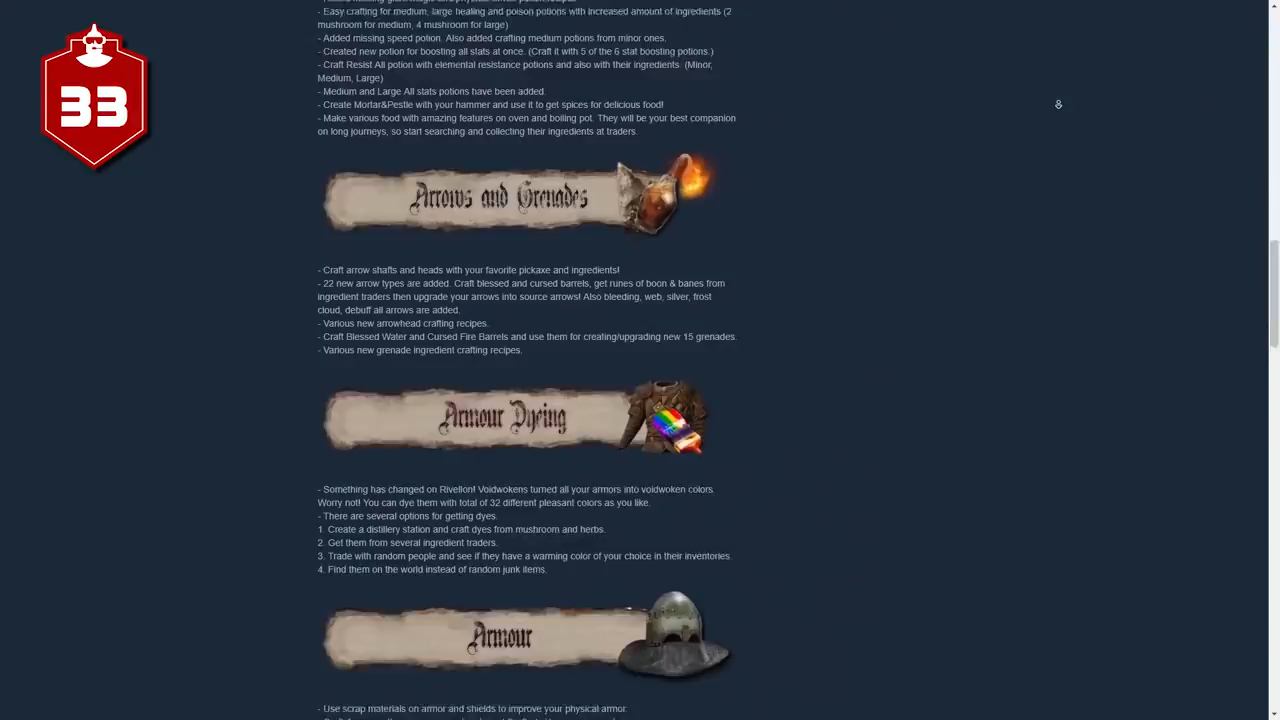 - Easy crafting for medium, large healing and poison potions with increased amount of ingredients (2
mushroom for medium, 4 mushroom for large)
- Added missing speed potion. Also added crafting medium potions from minor ones.
- Created new potion for boosting all stats at once. (Craft it with 5 of the 6 stat boosting potions.)
- Craft Resist All potion with elemental resistance potions and also with their ingredients. (Minor,
Medium, Large)
- Medium and Large All stats potions have been added.
- Create Mortar&Pestle with your hammer and use it to get spices for delicious food!
- Make various food with amazing features on oven and boiling pot. They will be your best companion
on long journeys, so start searching and collecting their ingredients at traders.
33
Arrows and Grenades
- Craft arrow shafts and heads with your favorite pickaxe and ingredients!
- 22 new arrow types are added. Craft blessed and cursed barrels, get runes of boon & banes from
ingredient traders then upgrade your arrows into source arrows! Also bleeding, web, silver, frost
cloud, debuff all arrows are added.
- Various new arrowhead crafting recipes.
- Craft Blessed Water and Cursed Fire Barrels and use them for creating/upgrading new 15 grenades.
- Various new grenade ingredient crafting recipes.
Armour Dyeing
- Something has changed on Rivellon! Voidwokens turned all your armors into voidwoken colors.
Worry not! You can dye them with total of 32 different pleasant colors as you like.
- There are several options for getting dyes.
1. Create a distillery station and craft dyes from mushroom and herbs.
2. Get them from several ingredient traders.
3. Trade with random people and see if they have a warming color of your choice in their inventories.
4. Find them on the world instead of random junk items.
Armour
- Use scrap materials on armor and shields to improve your physical armor.